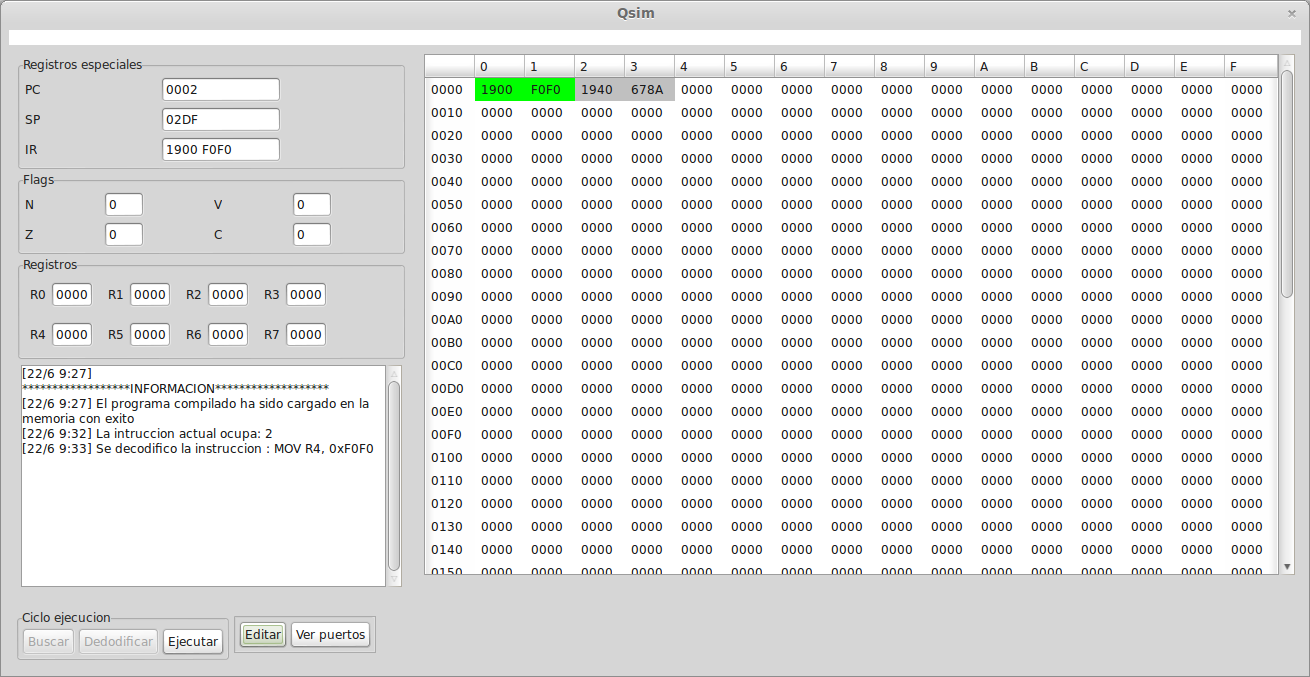 Qsim
Registros especiales
PC 0002
SP 02DF
IR 1900 F0F0
Flags
N 0 V 0
Z 0 C 0
Registros
R0 0000 R1 0000 R2 0000 R3 0000
R4 0000 R5 0000 R6 0000 R7 0000
[22/6 9:27]
******************INFORMACION*******************
[22/6 9:27] El programa compilado ha sido cargado en la
memoria con exito
[22/6 9:32] La intruccion actual ocupa: 2
[22/6 9:33] Se decodifico la instruccion : MOV R4, 0xF0F0
Ciclo ejecucion
Buscar Dedodificar Ejecutar Editar Ver puertos
0 1 2 3 4 5 6 7 8 9 A B C D E F
0000 1900 F0F0 1940 678A 0000 0000 0000 0000 0000 0000 0000 0000 0000 0000 0000 0000
0010 0000 0000 0000 0000 0000 0000 0000 0000 0000 0000 0000 0000 0000 0000 0000 0000
0020 0000 0000 0000 0000 0000 0000 0000 0000 0000 0000 0000 0000 0000 0000 0000 0000
0030 0000 0000 0000 0000 0000 0000 0000 0000 0000 0000 0000 0000 0000 0000 0000 0000
0040 0000 0000 0000 0000 0000 0000 0000 0000 0000 0000 0000 0000 0000 0000 0000 0000
0050 0000 0000 0000 0000 0000 0000 0000 0000 0000 0000 0000 0000 0000 0000 0000 0000
0060 0000 0000 0000 0000 0000 0000 0000 0000 0000 0000 0000 0000 0000 0000 0000 0000
0070 0000 0000 0000 0000 0000 0000 0000 0000 0000 0000 0000 0000 0000 0000 0000 0000
0080 0000 0000 0000 0000 0000 0000 0000 0000 0000 0000 0000 0000 0000 0000 0000 0000
0090 0000 0000 0000 0000 0000 0000 0000 0000 0000 0000 0000 0000 0000 0000 0000 0000
00A0 0000 0000 0000 0000 0000 0000 0000 0000 0000 0000 0000 0000 0000 0000 0000 0000
00B0 0000 0000 0000 0000 0000 0000 0000 0000 0000 0000 0000 0000 0000 0000 0000 0000
00C0 0000 0000 0000 0000 0000 0000 0000 0000 0000 0000 0000 0000 0000 0000 0000 0000
00D0 0000 0000 0000 0000 0000 0000 0000 0000 0000 0000 0000 0000 0000 0000 0000 0000
00E0 0000 0000 0000 0000 0000 0000 0000 0000 0000 0000 0000 0000 0000 0000 0000 0000
00F0 0000 0000 0000 0000 0000 0000 0000 0000 0000 0000 0000 0000 0000 0000 0000 0000
0100 0000 0000 0000 0000 0000 0000 0000 0000 0000 0000 0000 0000 0000 0000 0000 0000
0110 0000 0000 0000 0000 0000 0000 0000 0000 0000 0000 0000 0000 0000 0000 0000 0000
0120 0000 0000 0000 0000 0000 0000 0000 0000 0000 0000 0000 0000 0000 0000 0000 0000
0130 0000 0000 0000 0000 0000 0000 0000 0000 0000 0000 0000 0000 0000 0000 0000 0000
0140 0000 0000 0000 0000 0000 0000 0000 0000 0000 0000 0000 0000 0000 0000 0000 0000
0150 0000 0000 0000 0000 0000 0000 0000 0000 0000 0000 0000 0000 0000 0000 0000 0000